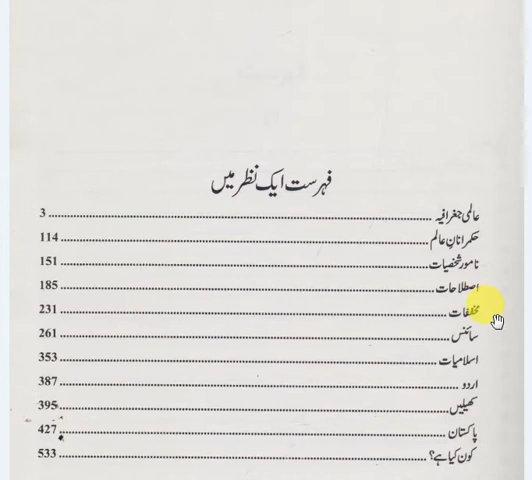 فہرست ایک نظر میں
عالمی جغرافیہ 3
حکمرانانِ عالم 114
نامور شخصیات 151
اصطلاحات 185
مخففات 231
سائنس 261
اسلامیات 353
اردو 387
کھیلیں 395
پاکستان 427
کون کیا ہے؟ 533